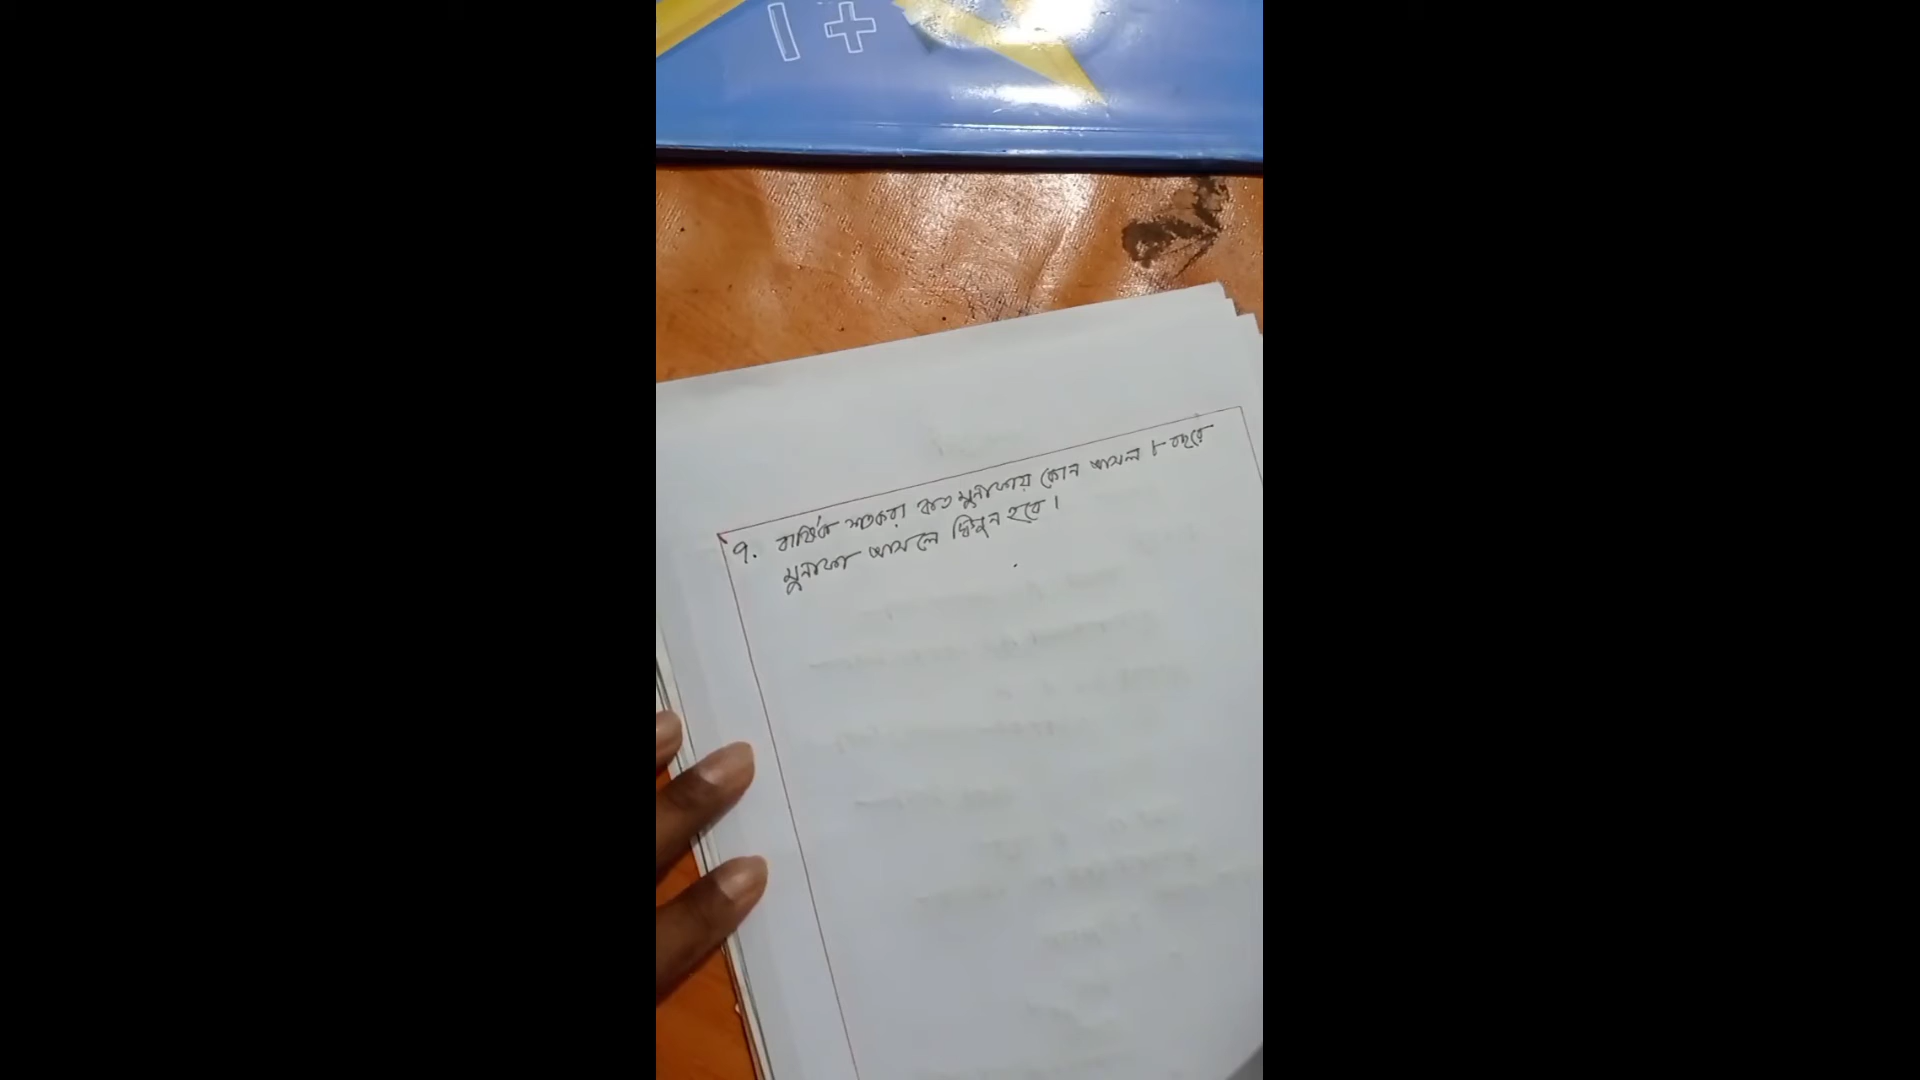 ৭. বার্ষিক শতকরা কত মুনাফায় কোন আসল ৮ বছরে
মুনাফা আসলে দ্বিগুন হবে।